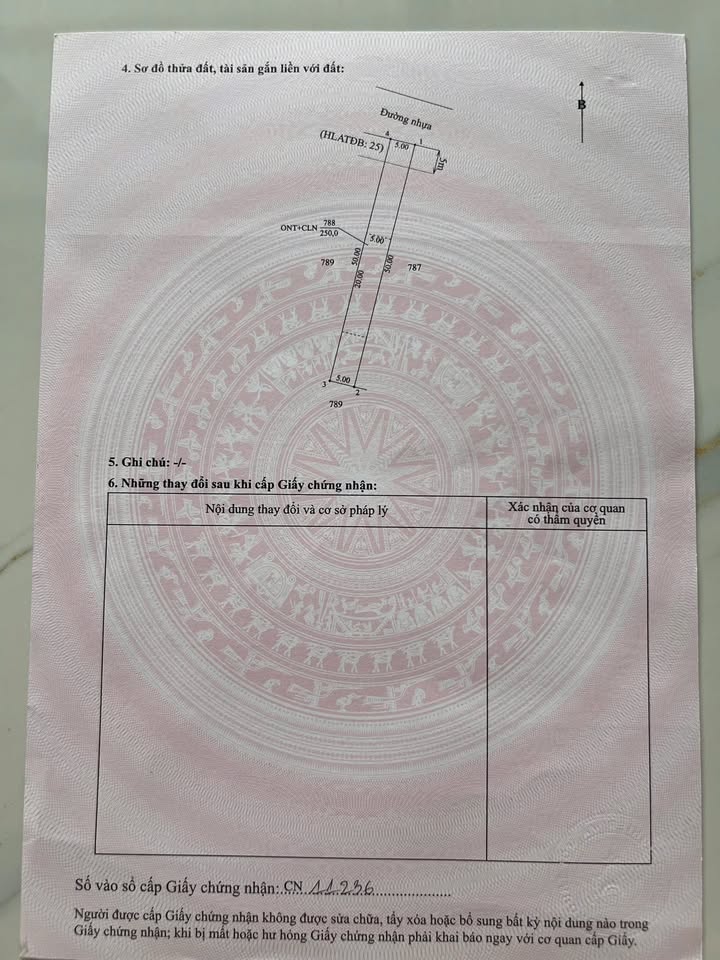 4. Sơ đồ thửa đất, tài sản gắn liền với đất:
B
Đường nhựa
(HLATĐB: 25)
4
5.00
1
5m
ONT+CLN 788
250,0
5.00
789
50.00
20.00
50.00
787
3
5.00
2
789
5. Ghi chú: -/-
6. Những thay đổi sau khi cấp Giấy chứng nhận:
Nội dung thay đổi và cơ sở pháp lý
Xác nhận của cơ quan
có thẩm quyền
Số vào sổ cấp Giấy chứng nhận: CN 11236
Người được cấp Giấy chứng nhận không được sửa chữa, tẩy xóa hoặc bổ sung bất kỳ nội dung nào trong
Giấy chứng nhận; khi bị mất hoặc hư hỏng Giấy chứng nhận phải khai báo ngay với cơ quan cấp Giấy.